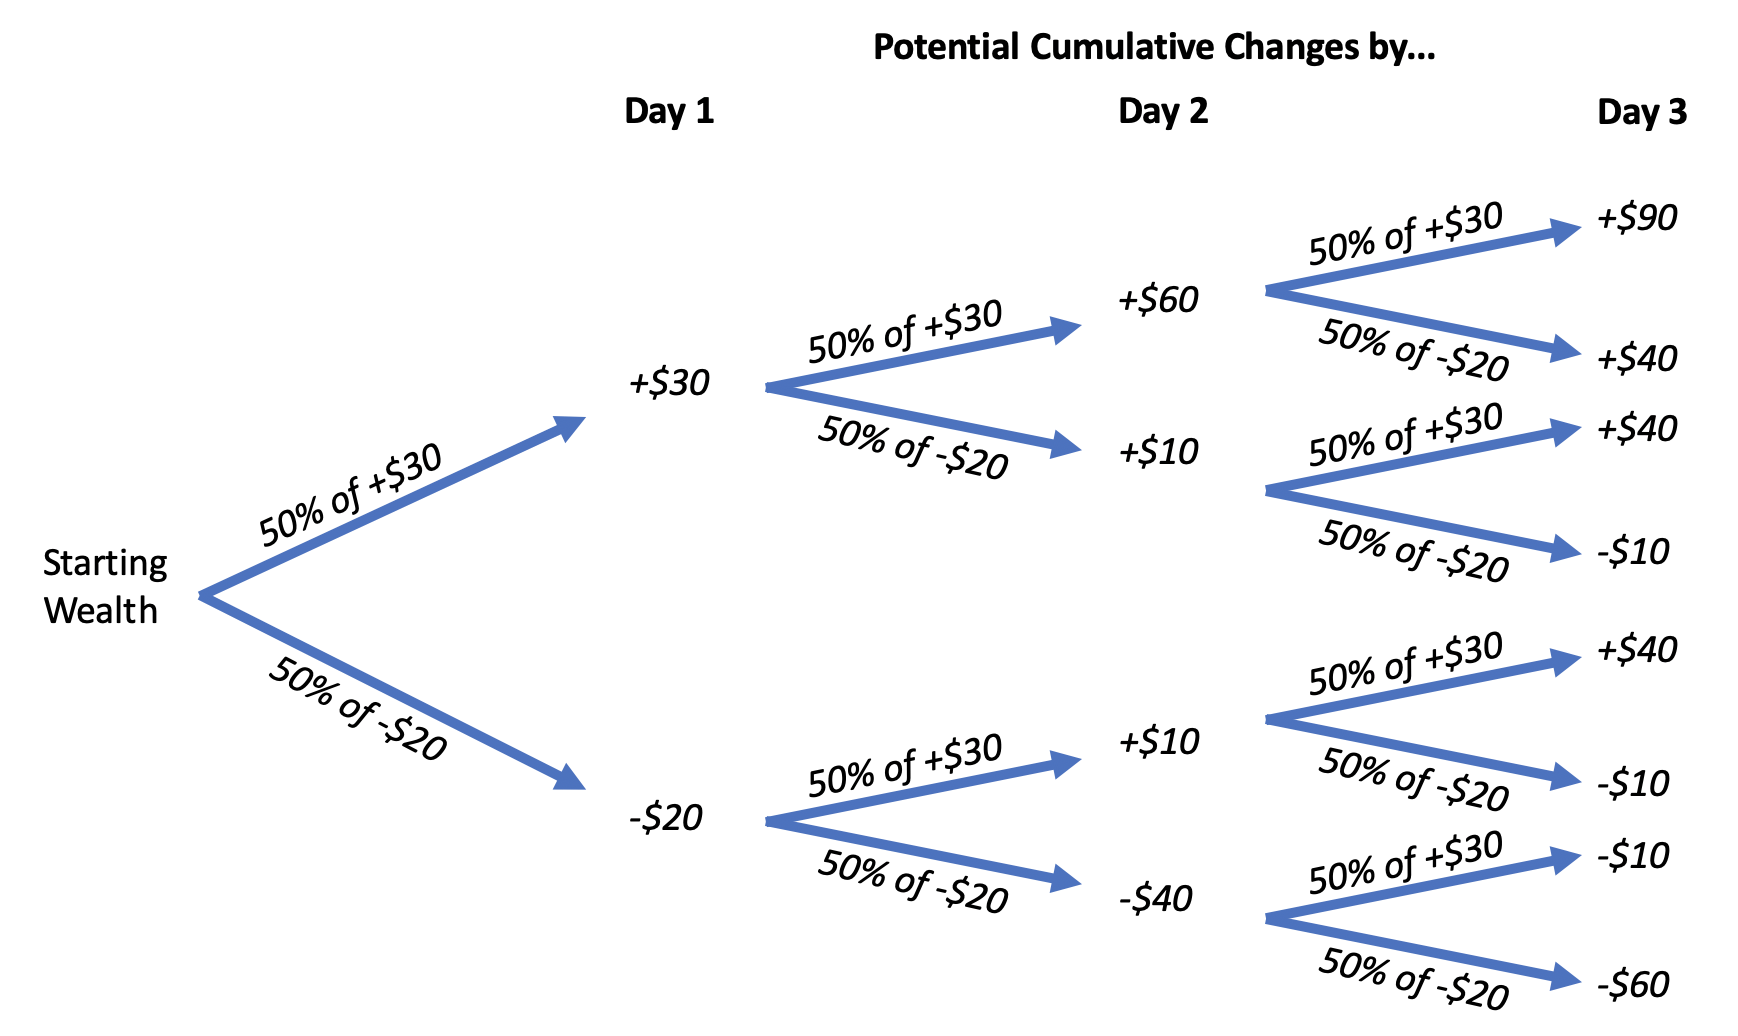 Potential Cumulative Changes by...
Day 1
Day 2
Day 3
Starting
Wealth
50% of +$30
50% of -$20
+$30
-$20
50% of +$30
50% of -$20
50% of +$30
50% of -$20
+$60
+$10
+$10
-$40
50% of +$30
50% of -$20
50% of +$30
50% of -$20
50% of +$30
50% of -$20
50% of +$30
50% of -$20
+$90
+$40
+$40
-$10
+$40
-$10
-$10
-$60